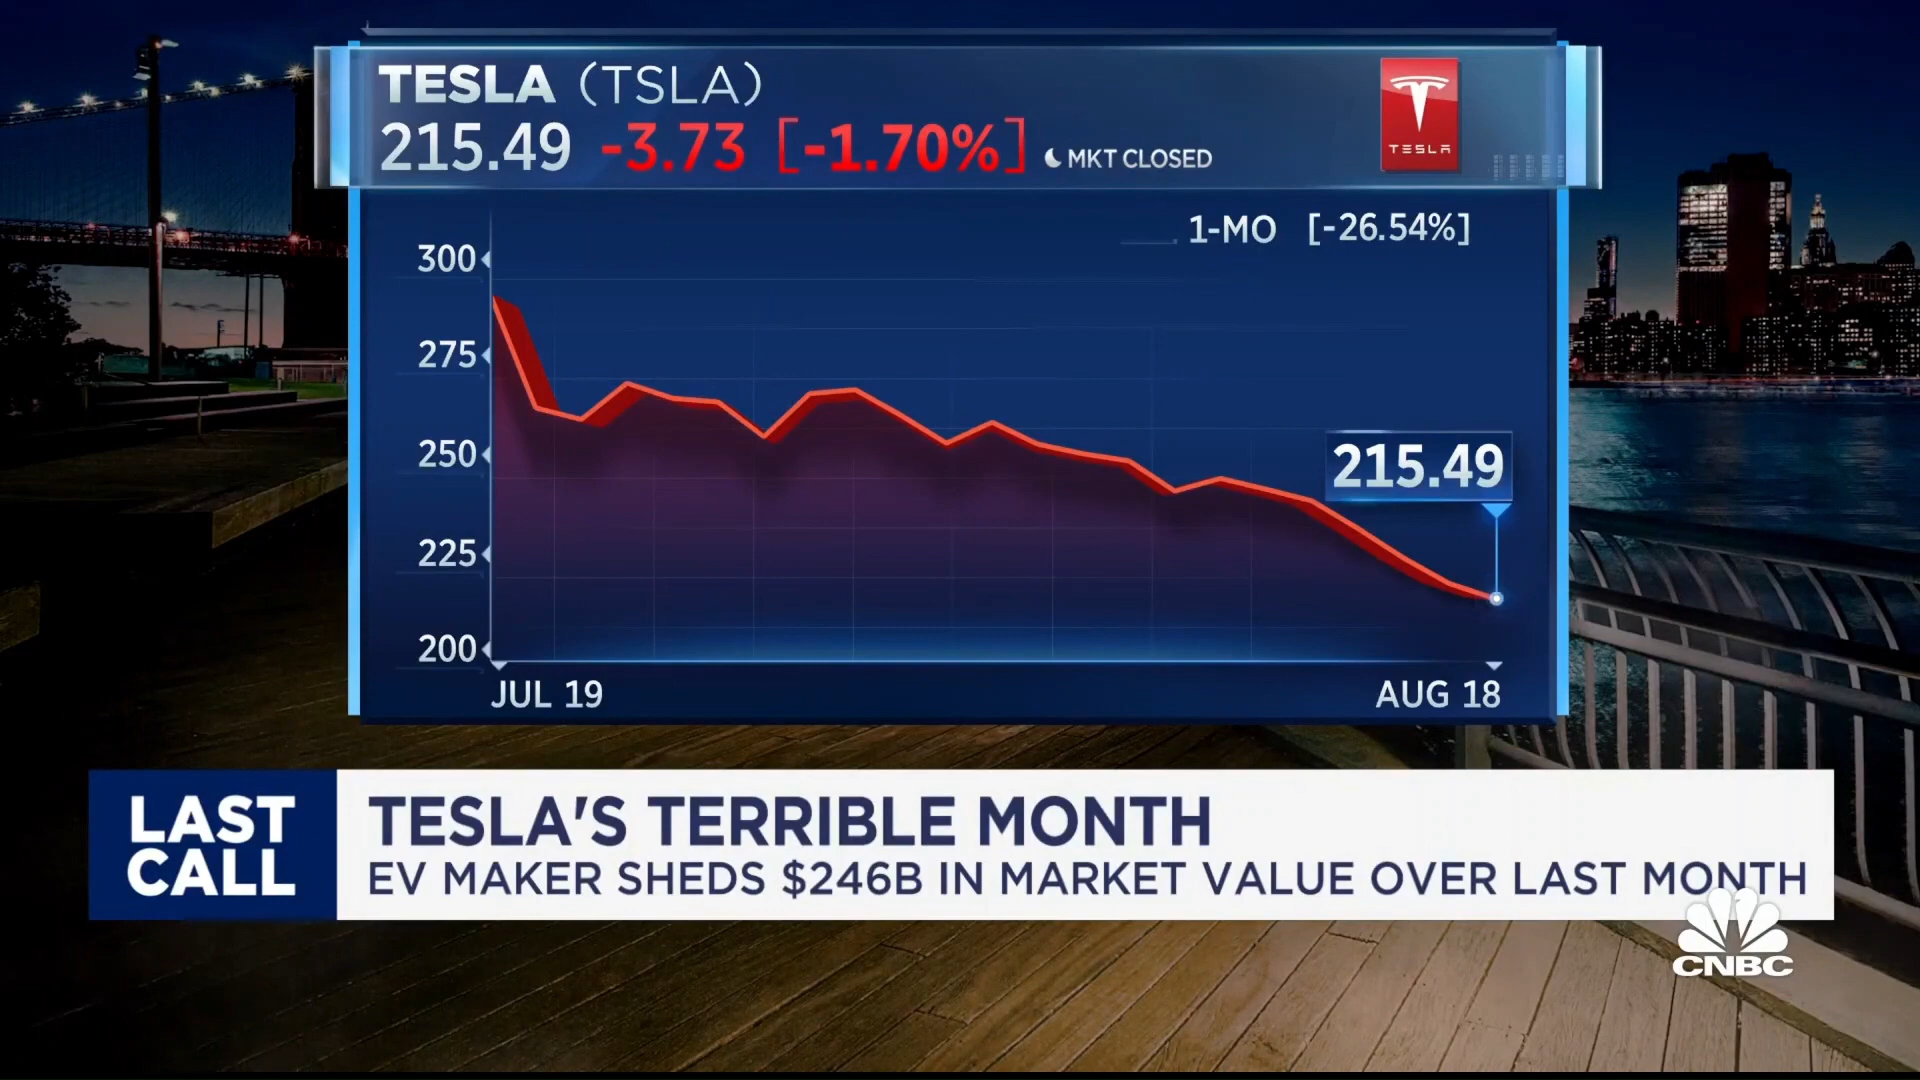 TESLA (TSLA)
215.49 -3.73 [-1.70%] MKT CLOSED
TESLA
1-MO [-26.54%]
300
275
250
225
200
215.49
JUL 19
AUG 18
LAST
CALL
TESLA'S TERRIBLE MONTH
EV MAKER SHEDS $246B IN MARKET VALUE OVER LAST MONTH
CNBC